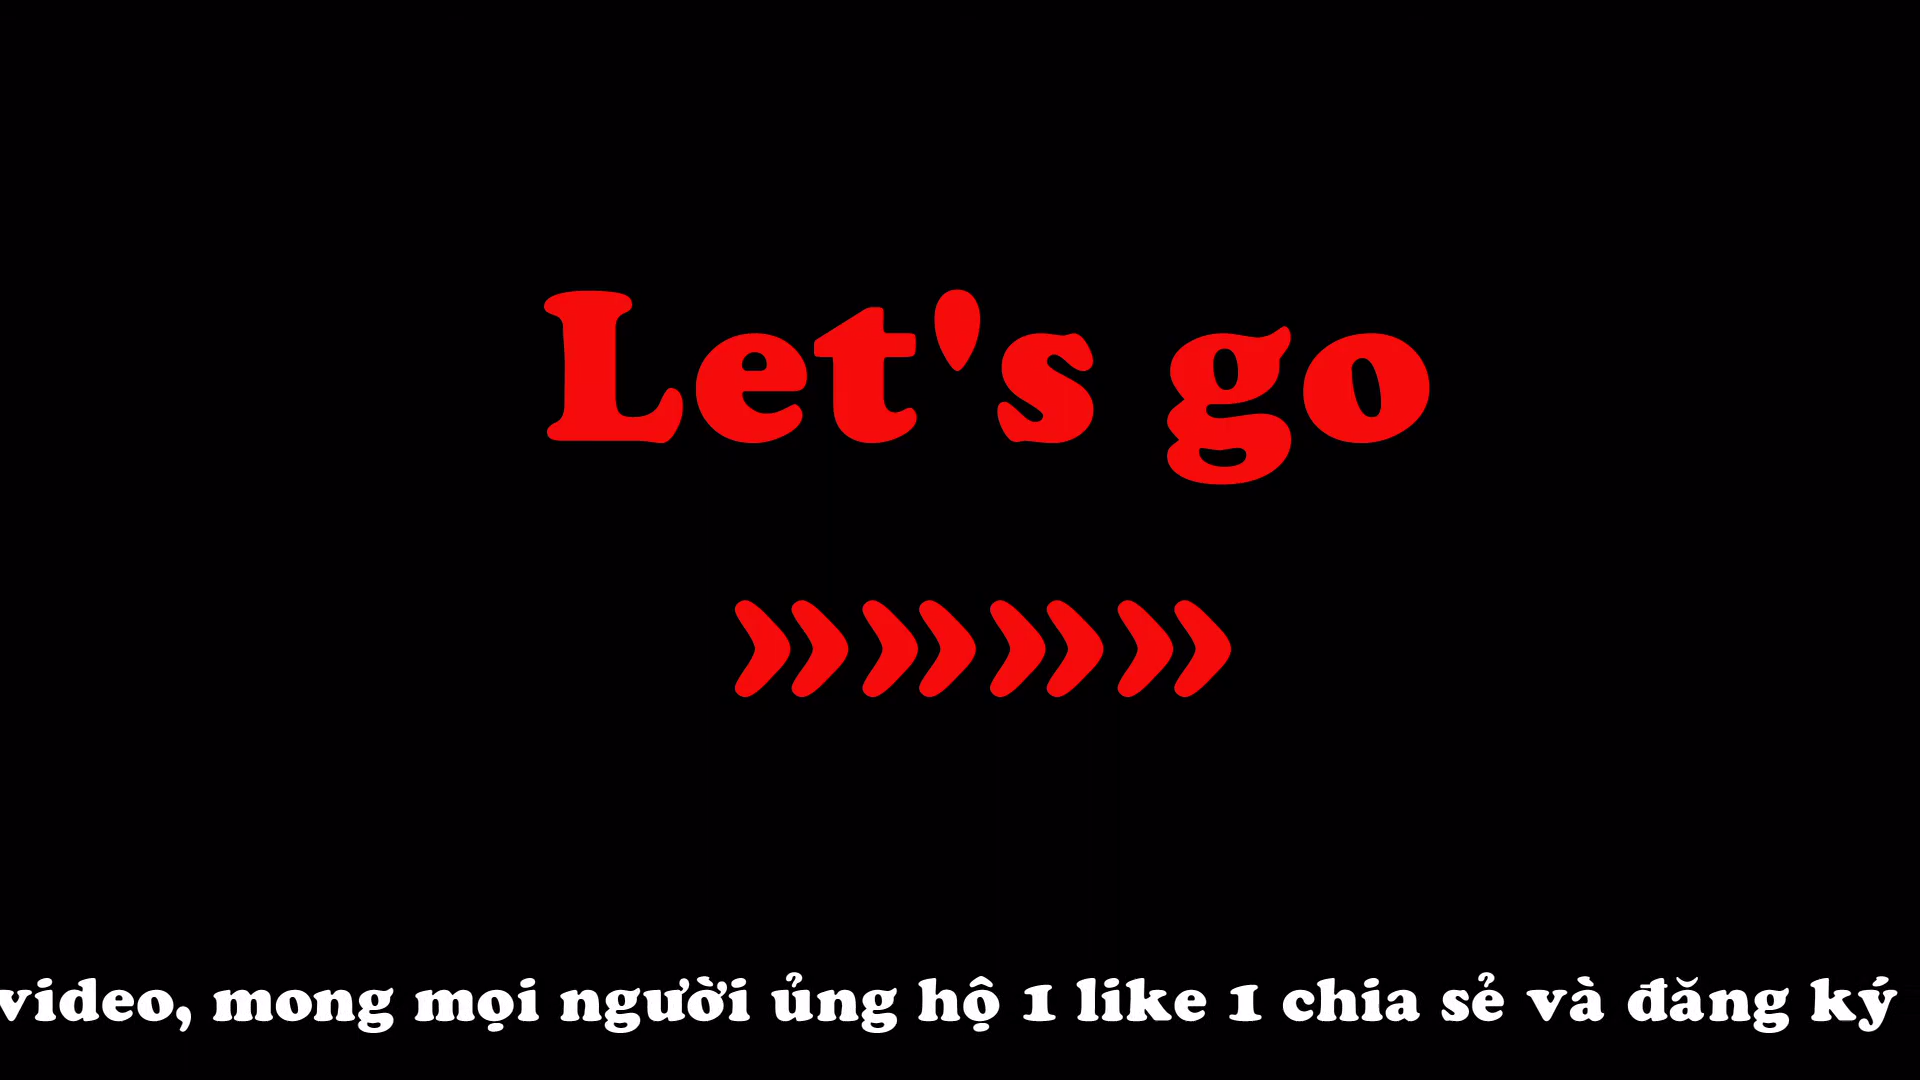 Let's go
»»»»
video, mong mọi người ủng hộ 1 like 1 chia sẻ và đăng ký